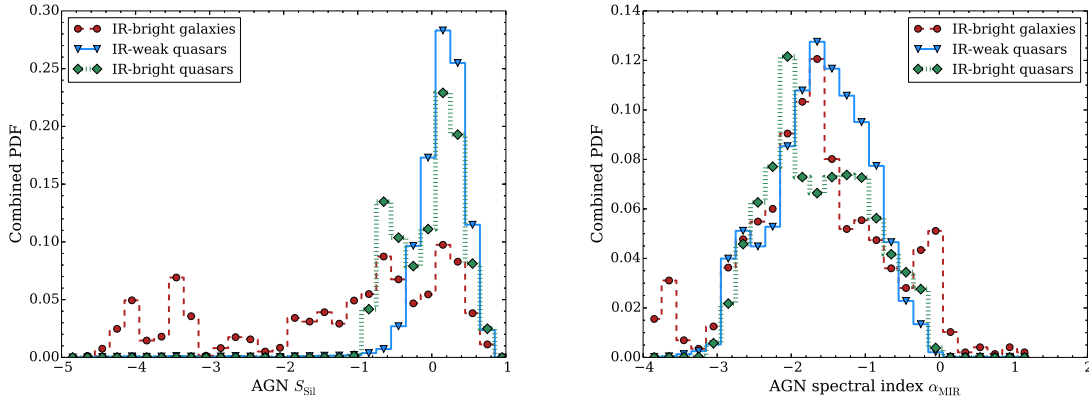 0.30
0.25
0.20
0.15
0.10
0.05
0.00
Combined PDF
IR-bright galaxies
IR-weak quasars
IR-bright quasars
−5 −4 −3 −2 −1 0 1
AGN S_Sil
0.14
0.12
0.10
0.08
0.06
0.04
0.02
0.00
Combined PDF
IR-bright galaxies
IR-weak quasars
IR-bright quasars
−4 −3 −2 −1 0 1 2
AGN spectral index α_MIR